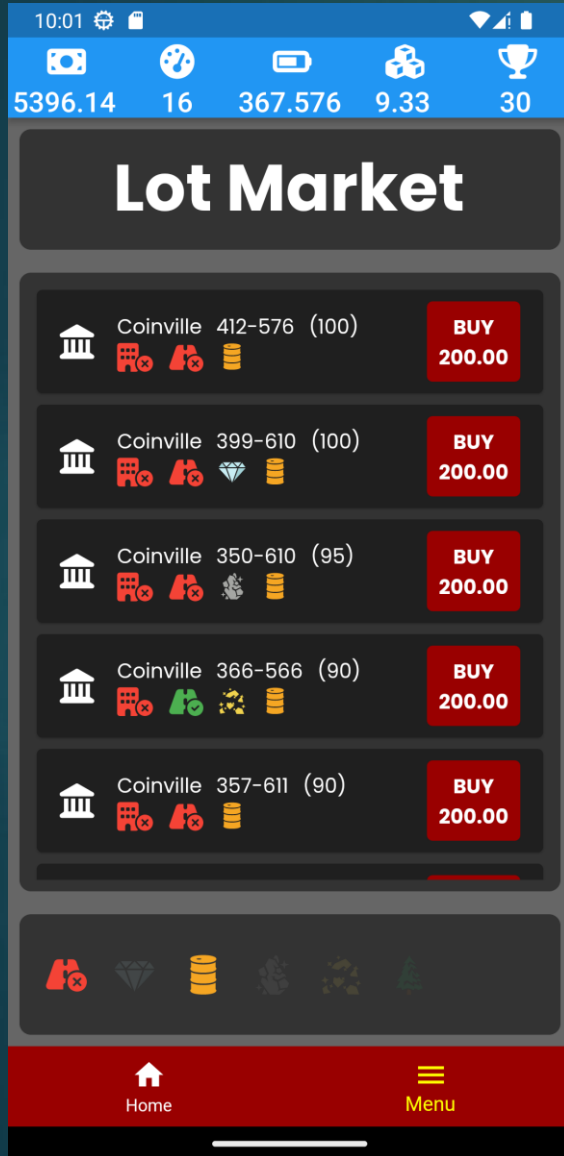 10:01
5396.14 16 367.576 9.33 30
Lot Market
Coinville 412-576 (100)
BUY
200.00
Coinville 399-610 (100)
BUY
200.00
Coinville 350-610 (95)
BUY
200.00
Coinville 366-566 (90)
BUY
200.00
Coinville 357-611 (90)
BUY
200.00
Home
Menu